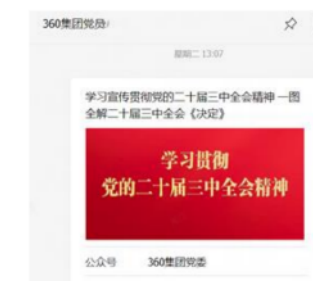 360集团党员
星期二 13:07
学习宣传贯彻党的二十届三中全会精神 一图
全解二十届三中全会《决定》
学习贯彻
党的二十届三中全会精神
公众号 360集团党委